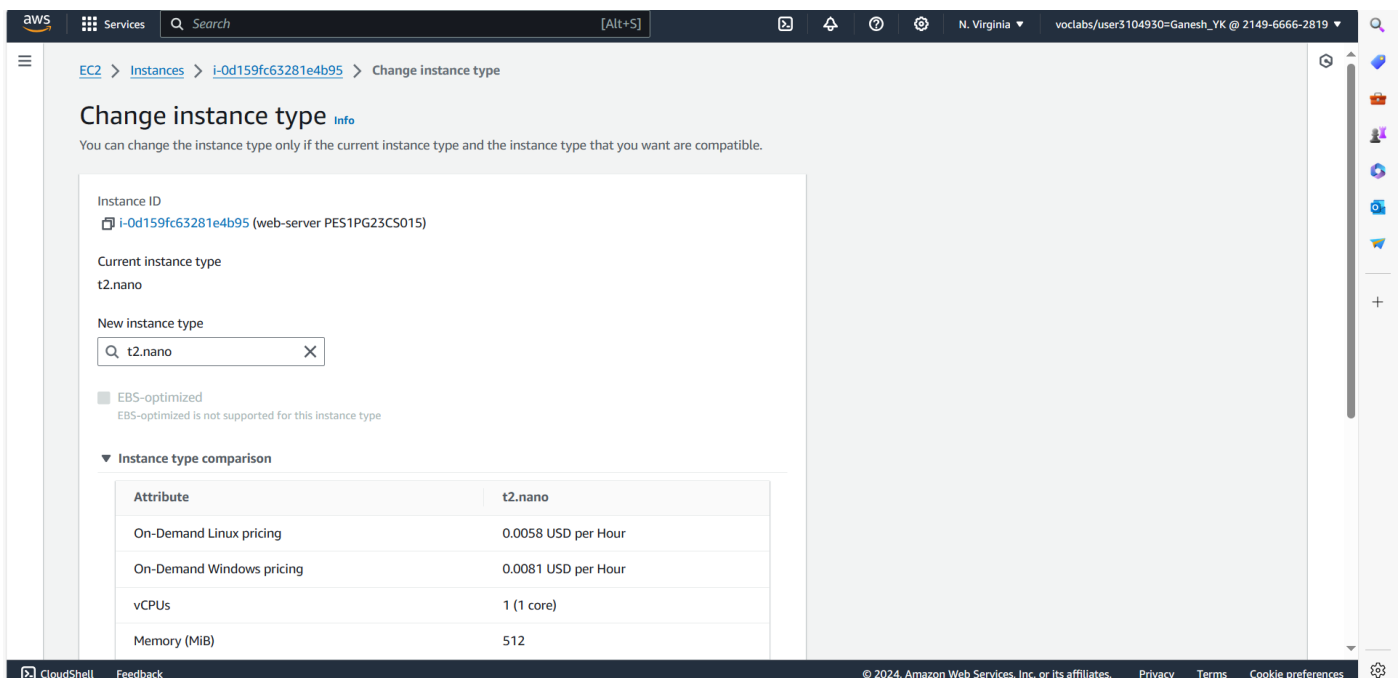 aws Services Search [Alt+S] N. Virginia ▼ voclabs/user3104930=Ganesh_YK @ 2149-6666-2819 ▼
EC2 > Instances > i-0d159fc63281e4b95 > Change instance type
Change instance type Info
You can change the instance type only if the current instance type and the instance type that you want are compatible.
Instance ID
i-0d159fc63281e4b95 (web-server PES1PG23CS015)
Current instance type
t2.nano
New instance type
t2.nano
EBS-optimized
EBS-optimized is not supported for this instance type
▼ Instance type comparison
Attribute t2.nano
On-Demand Linux pricing 0.0058 USD per Hour
On-Demand Windows pricing 0.0081 USD per Hour
vCPUs 1 (1 core)
Memory (MiB) 512
CloudShell Feedback © 2024, Amazon Web Services, Inc. or its affiliates. Privacy Terms Cookie preferences